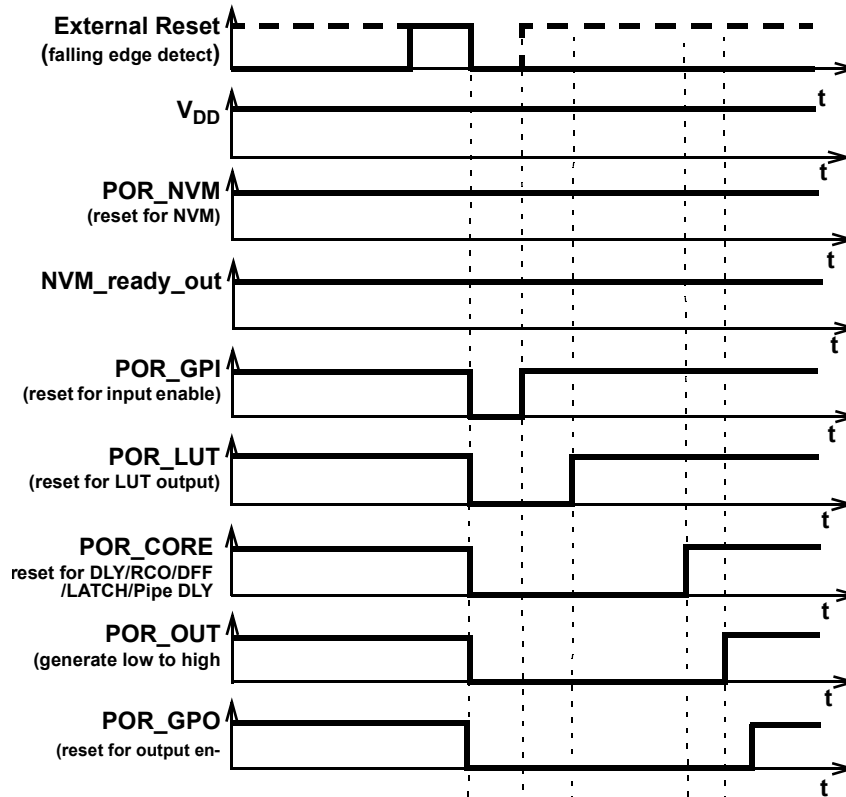 External Reset
(falling edge detect)
t
VDD
t
POR_NVM
(reset for NVM)
t
NVM_ready_out
t
POR_GPI
(reset for input enable)
t
POR_LUT
(reset for LUT output)
t
POR_CORE
reset for DLY/RCO/DFF
/LATCH/Pipe DLY
t
POR_OUT
(generate low to high
t
POR_GPO
(reset for output en-
t